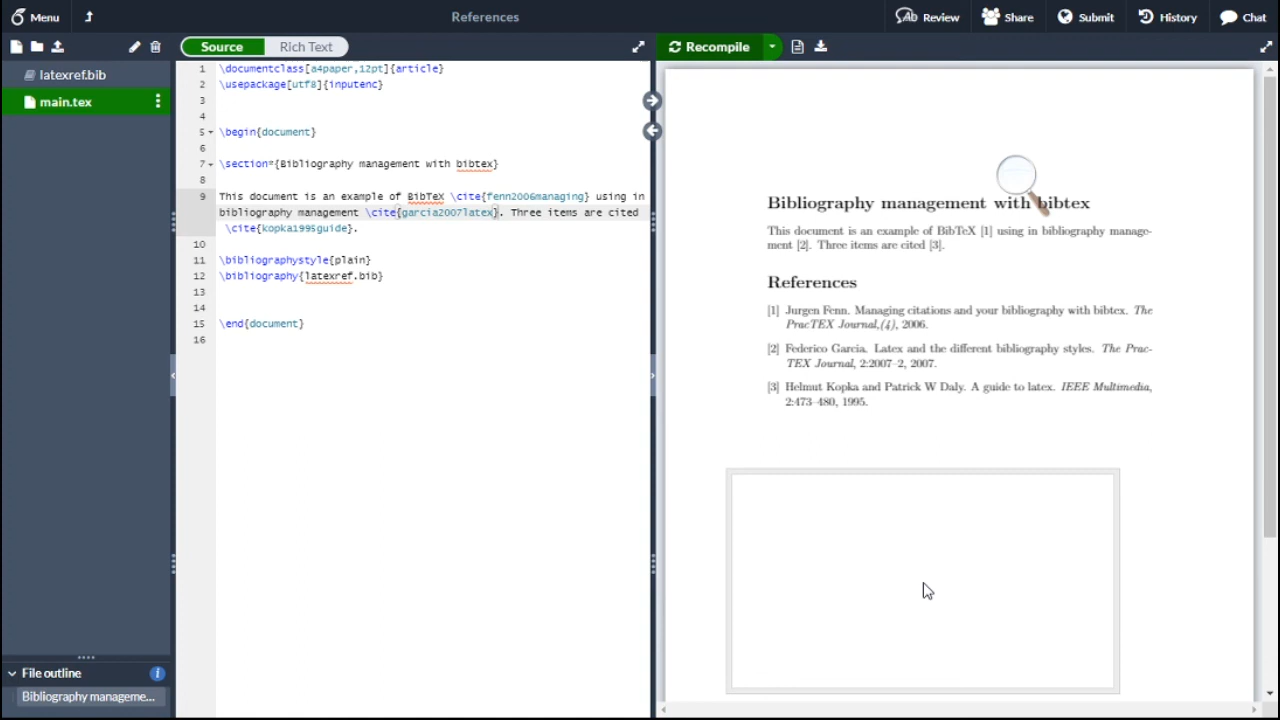 Menu
References
Review
Share
Submit
History
Chat
Source
Rich Text
Recompile
latexref.bib
main.tex
1 \documentclass[a4paper,12pt]{article}
2 \usepackage[utf8]{inputenc}
3
4
5 \begin{document}
6
7 \section*{Bibliography management with bibtex}
8
9 This document is an example of BibTeX \cite{fenn2006managing} using in
bibliography management \cite{garcia2007latex}. Three items are cited
\cite{kopka1995guide}.
10
11 \bibliographystyle{plain}
12 \bibliography{latexref.bib}
13
14
15 \end{document}
16
Bibliography management with bibtex
This document is an example of BibTeX [1] using in bibliography manage-
ment [2]. Three items are cited [3].
References
[1] Jurgen Fenn. Managing citations and your bibliography with bibtex. The
PracTEX Journal,(4), 2006.
[2] Federico Garcia. Latex and the different bibliography styles. The Prac-
TEX Journal, 2:2007–2, 2007.
[3] Helmut Kopka and Patrick W Daly. A guide to latex. IEEE Multimedia,
2:473–480, 1995.
File outline
Bibliography manageme...